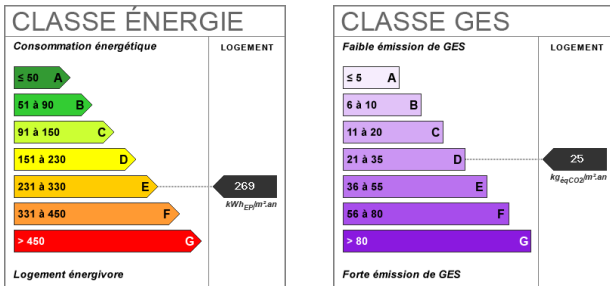 CLASSE ÉNERGIE
Consommation énergétique
LOGEMENT
≤ 50 A
51 à 90 B
91 à 150 C
151 à 230 D
231 à 330 E
269
kWhEP/m².an
331 à 450 F
> 450 G
Logement énergivore
CLASSE GES
Faible émission de GES
LOGEMENT
≤ 5 A
6 à 10 B
11 à 20 C
21 à 35 D
25
kgéqCO2/m².an
36 à 55 E
56 à 80 F
> 80 G
Forte émission de GES